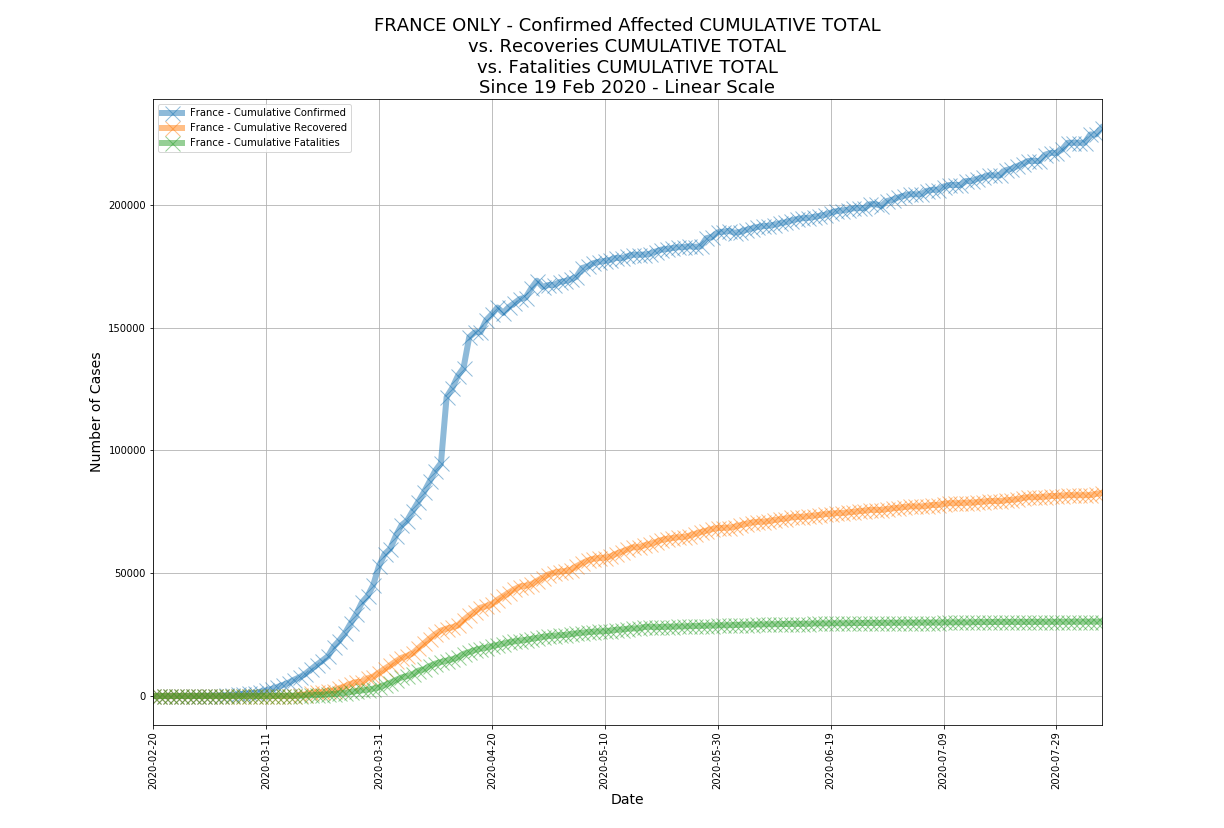 FRANCE ONLY - Confirmed Affected CUMULATIVE TOTAL
vs. Recoveries CUMULATIVE TOTAL
vs. Fatalities CUMULATIVE TOTAL
Since 19 Feb 2020 - Linear Scale
France - Cumulative Confirmed
France - Cumulative Recovered
France - Cumulative Fatalities
Number of Cases
200000
150000
100000
50000
0
2020-02-20
2020-03-11
2020-03-31
2020-04-20
2020-05-10
2020-05-30
2020-06-19
2020-07-09
2020-07-29
Date